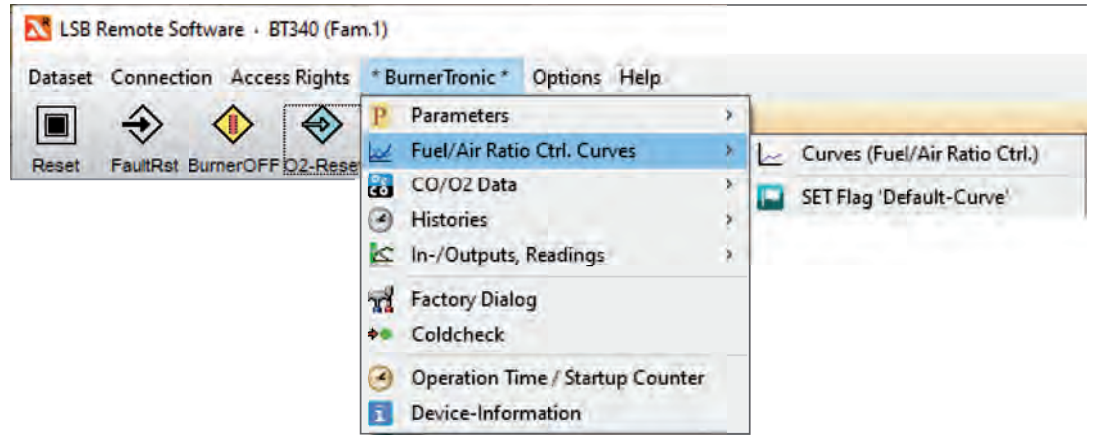 LSB Remote Software · BT340 (Fam.1)
Dataset Connection Access Rights * BurnerTronic * Options Help
Reset FaultRst BurnerOFF O2-Rese
P Parameters
Fuel/Air Ratio Ctrl. Curves
CO/O2 Data
Histories
In-/Outputs, Readings
Factory Dialog
Coldcheck
Operation Time / Startup Counter
Device-Information
Curves (Fuel/Air Ratio Ctrl.)
SET Flag 'Default-Curve'